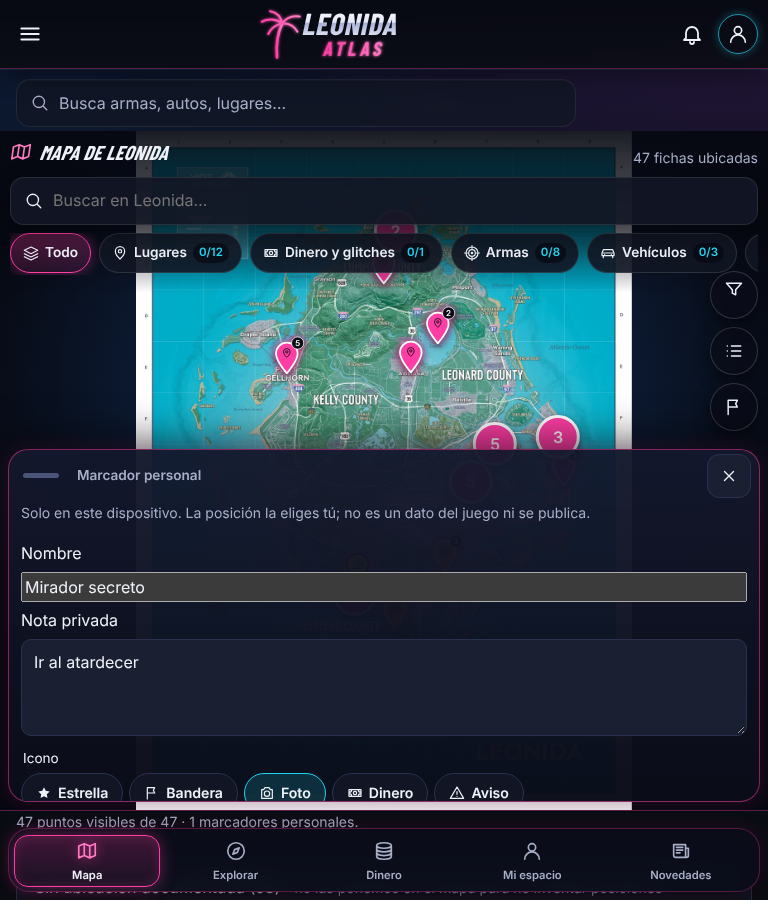 LEONIDA
ATLAS
Busca armas, autos, lugares...
MAPA DE LEONIDA
47 fichas ubicadas
Buscar en Leonida...
Todo
Lugares 0/12
Dinero y glitches 0/1
Armas 0/8
Vehículos 0/3
2
5
GELLHORN
LEONARD COUNTY
KELLY COUNTY
5
3
Marcador personal
Solo en este dispositivo. La posición la eliges tú; no es un dato del juego ni se publica.
Nombre
Mirador secreto
Nota privada
Ir al atardecer
Icono
Estrella
Bandera
Foto
Dinero
Aviso
47 puntos visibles de 47 · 1 marcadores personales.
Mapa
Explorar
Dinero
Mi espacio
Novedades